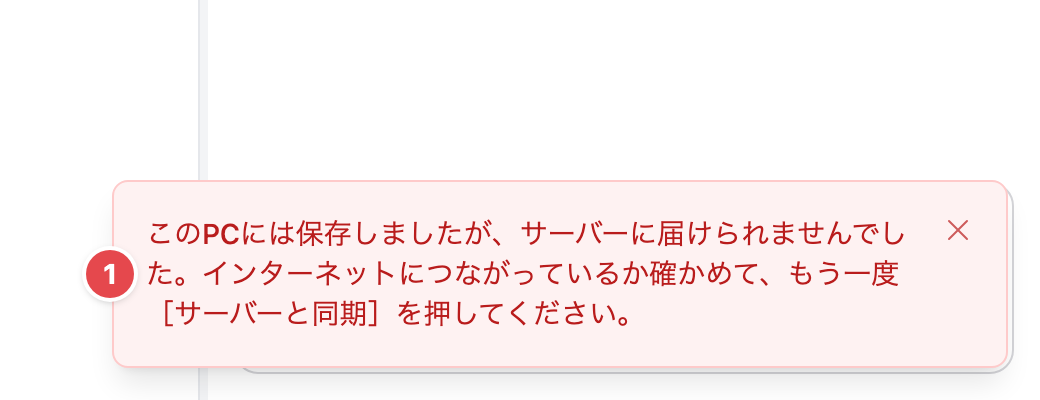 このPCには保存しましたが、サーバーに届けられませんでし
た。インターネットにつながっているか確かめて、もう一度
［サーバーと同期］を押してください。
1